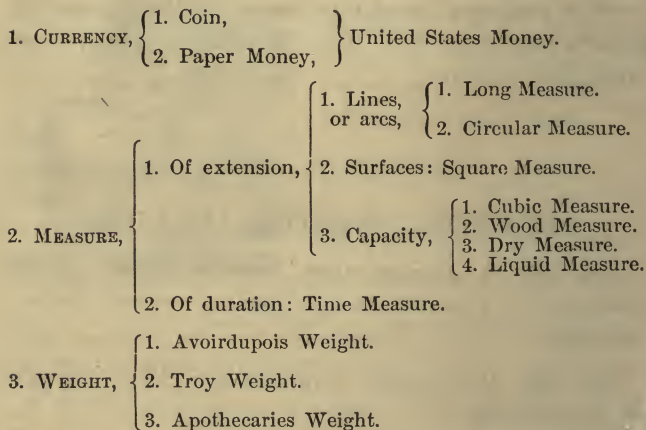 1. CURRENCY, 1. Coin,
2. Paper Money, United States Money.
2. MEASURE, 1. Of extension, 1. Lines, or arcs, 1. Long Measure.
2. Circular Measure.
2. Surfaces: Square Measure.
3. Capacity, 1. Cubic Measure.
2. Wood Measure.
3. Dry Measure.
4. Liquid Measure.
2. Of duration: Time Measure.
3. WEIGHT, 1. Avoirdupois Weight.
2. Troy Weight.
3. Apothecaries Weight.